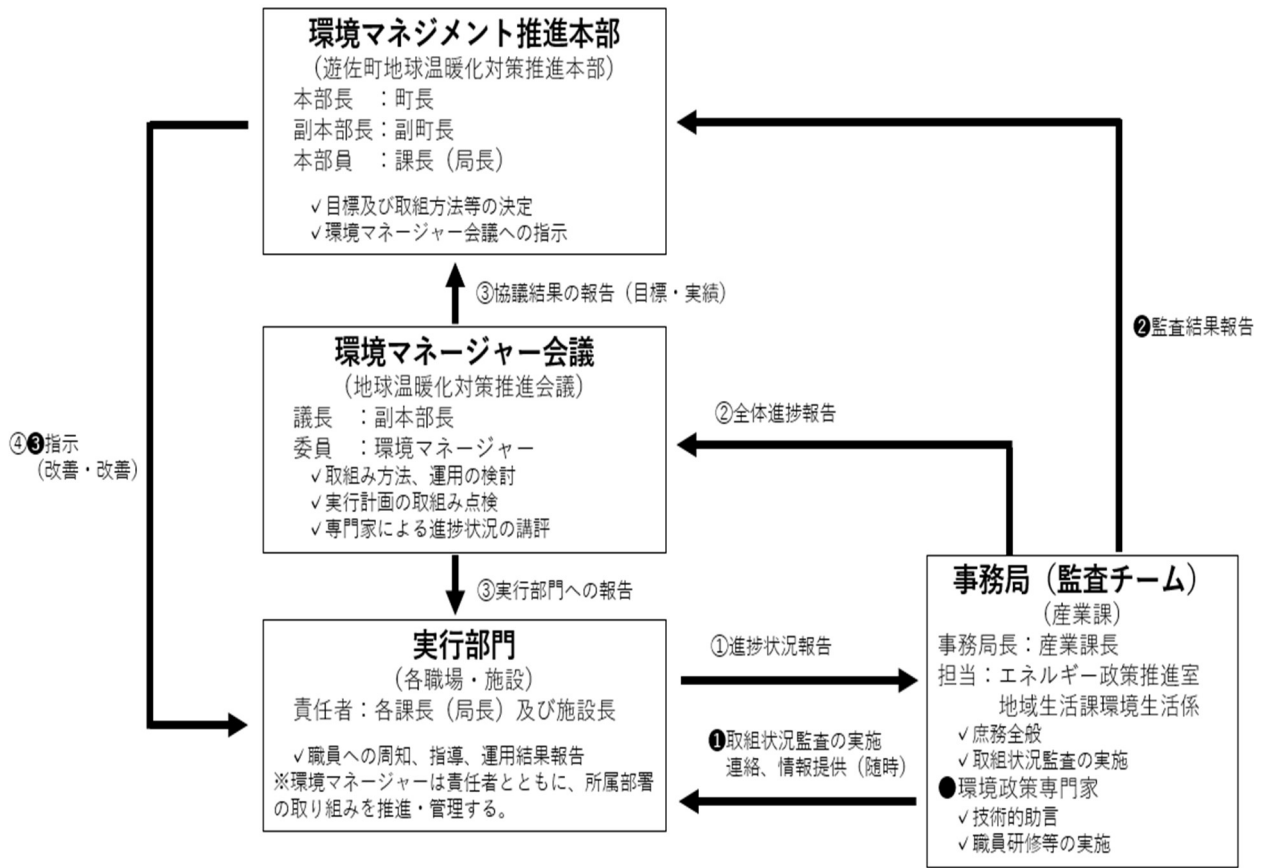 環境マネジメント推進本部
（遊佐町地球温暖化対策推進本部）
本部長　：町長
副本部長：副町長
本部員　：課長（局長）
✓目標及び取組方法等の決定
✓環境マネージャー会議への指示
③協議結果の報告（目標・実績）
環境マネージャー会議
（地球温暖化対策推進会議）
議長　　：副本部長
委員　　：環境マネージャー
✓取組み方法、運用の検討
✓実行計画の取組み点検
✓専門家による進捗状況の講評
③実行部門への報告
実行部門
（各職場・施設）
責任者：各課長（局長）及び施設長
✓職員への周知、指導、運用結果報告
※環境マネージャーは責任者とともに、所属部署
の取り組みを推進・管理する。
④❸指示
（改善・改善）
❷監査結果報告
②全体進捗報告
①進捗状況報告
❶取組状況監査の実施
連絡、情報提供（随時）
事務局（監査チーム）
（産業課）
事務局長：産業課長
担当：エネルギー政策推進室
地域生活課環境生活係
✓庶務全般
✓取組状況監査の実施
●環境政策専門家
✓技術的助言
✓職員研修等の実施